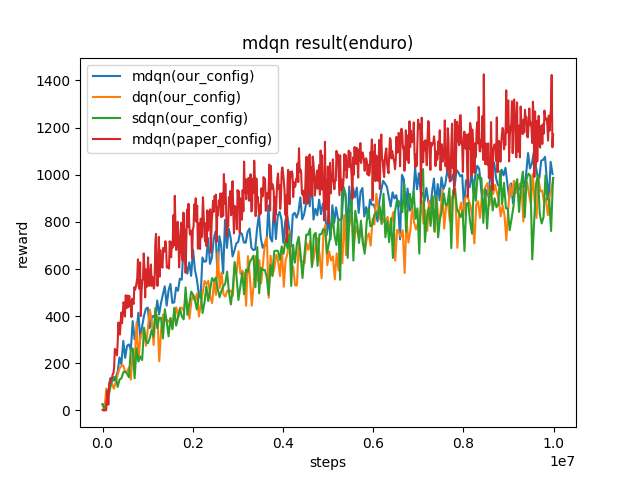 mdqn result(enduro)
mdqn(our_config)
dqn(our_config)
sdqn(our_config)
mdqn(paper_config)
reward
1400
1200
1000
800
600
400
200
0
0.0 0.2 0.4 0.6 0.8 1.0
1e7
steps